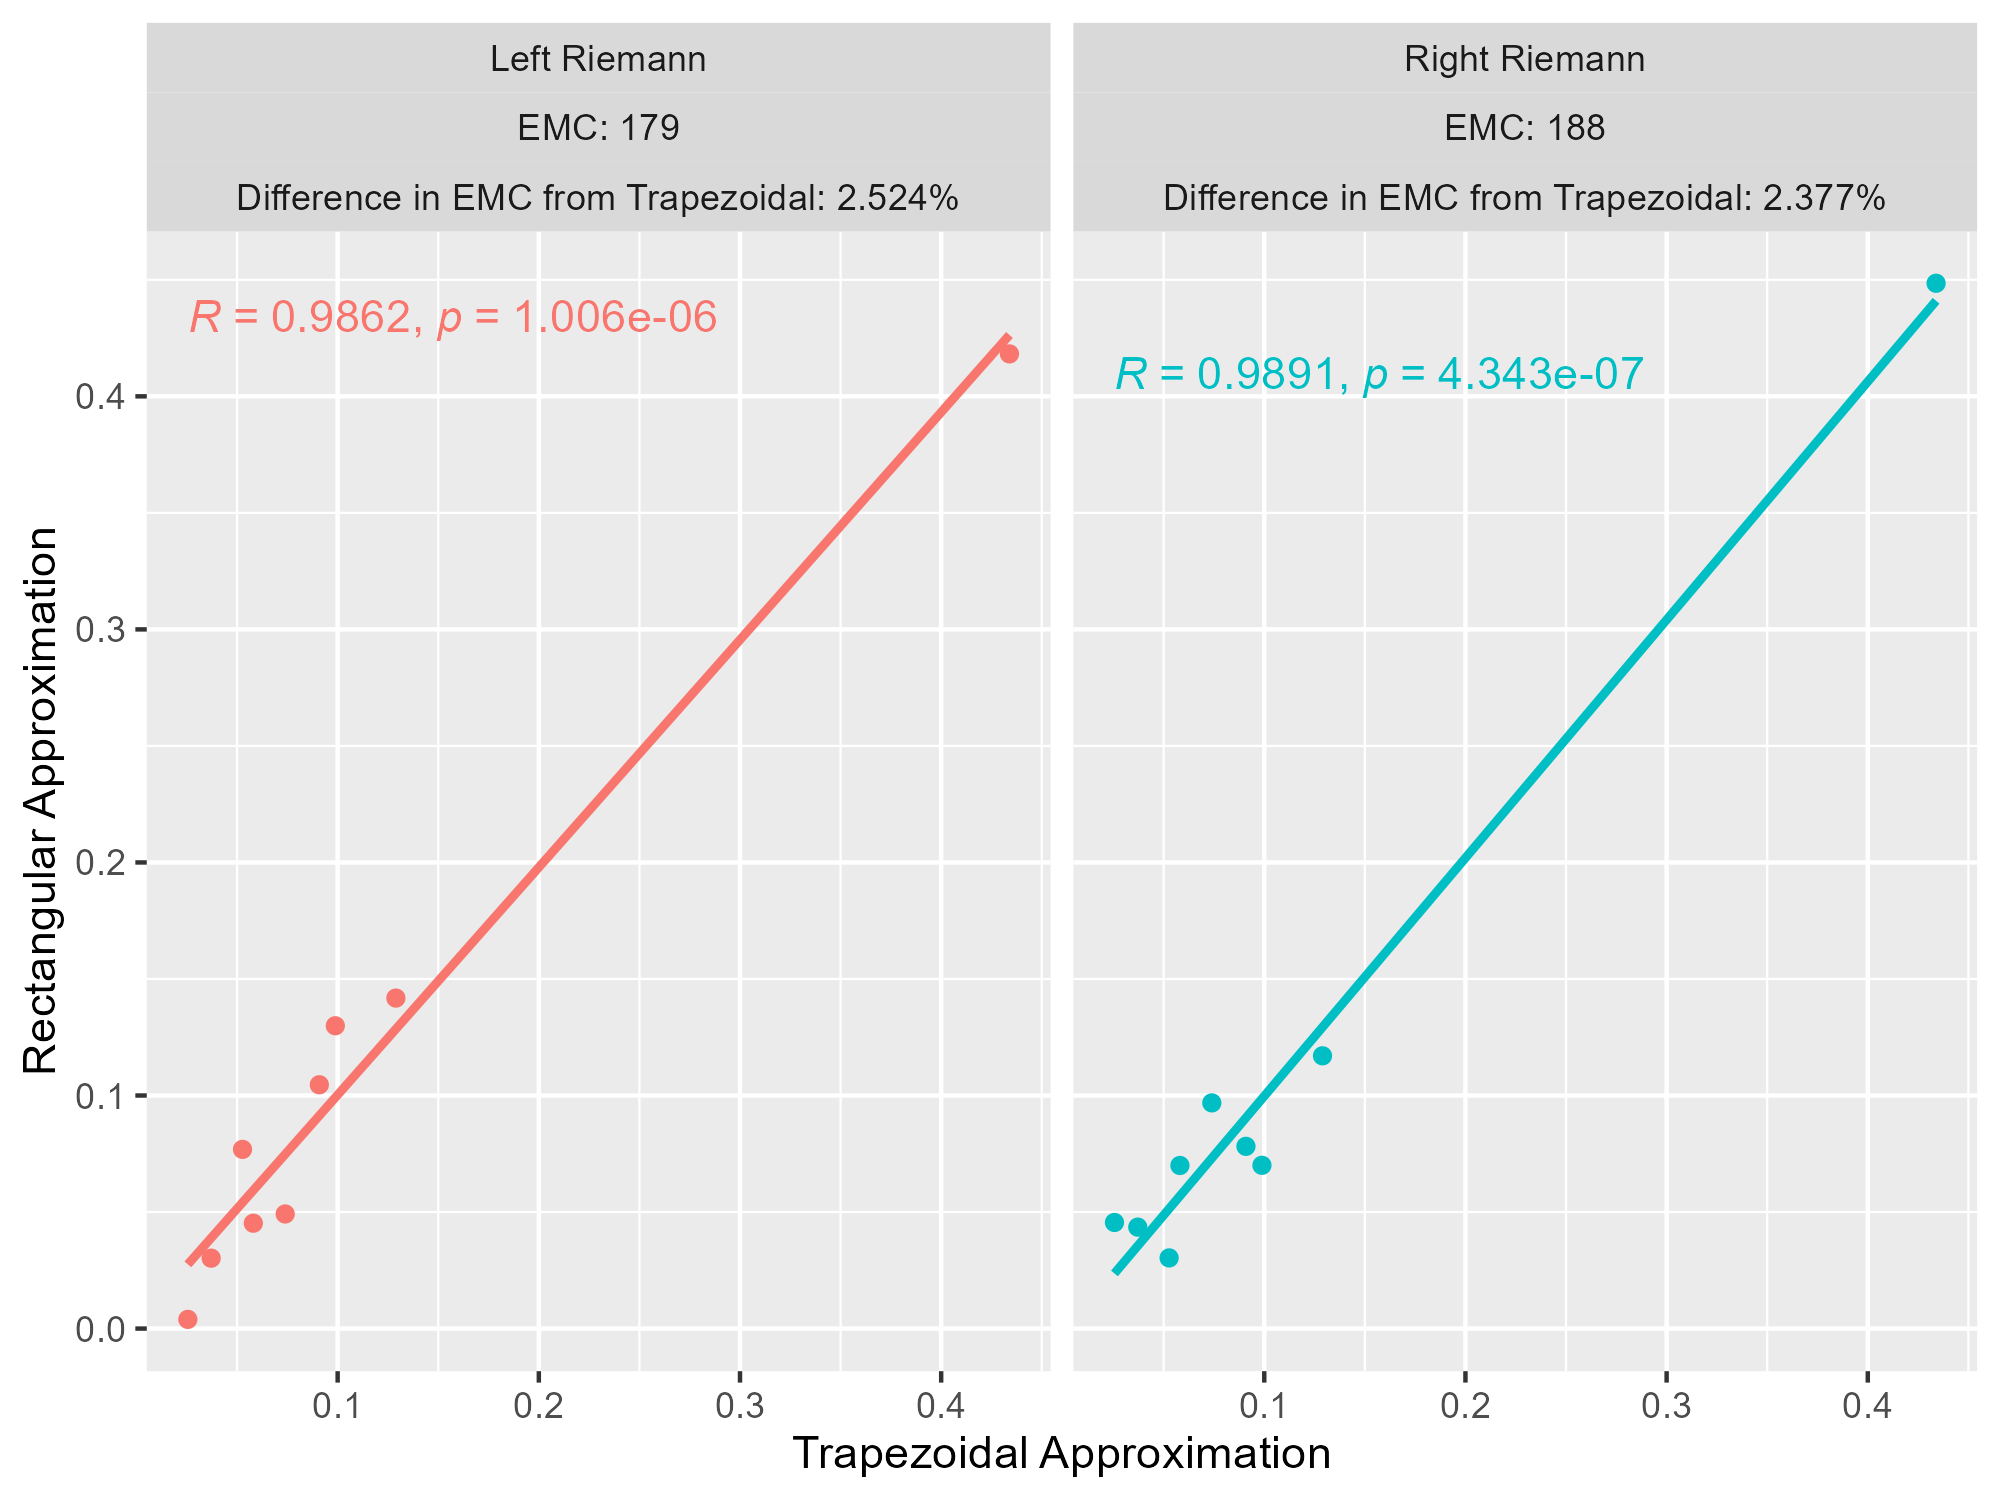 Left Riemann
EMC: 179
Difference in EMC from Trapezoidal: 2.524%
Right Riemann
EMC: 188
Difference in EMC from Trapezoidal: 2.377%
R = 0.9862, p = 1.006e-06
R = 0.9891, p = 4.343e-07
Rectangular Approximation
0.4
0.3
0.2
0.1
0.0
0.1 0.2 0.3 0.4
0.1 0.2 0.3 0.4
Trapezoidal Approximation